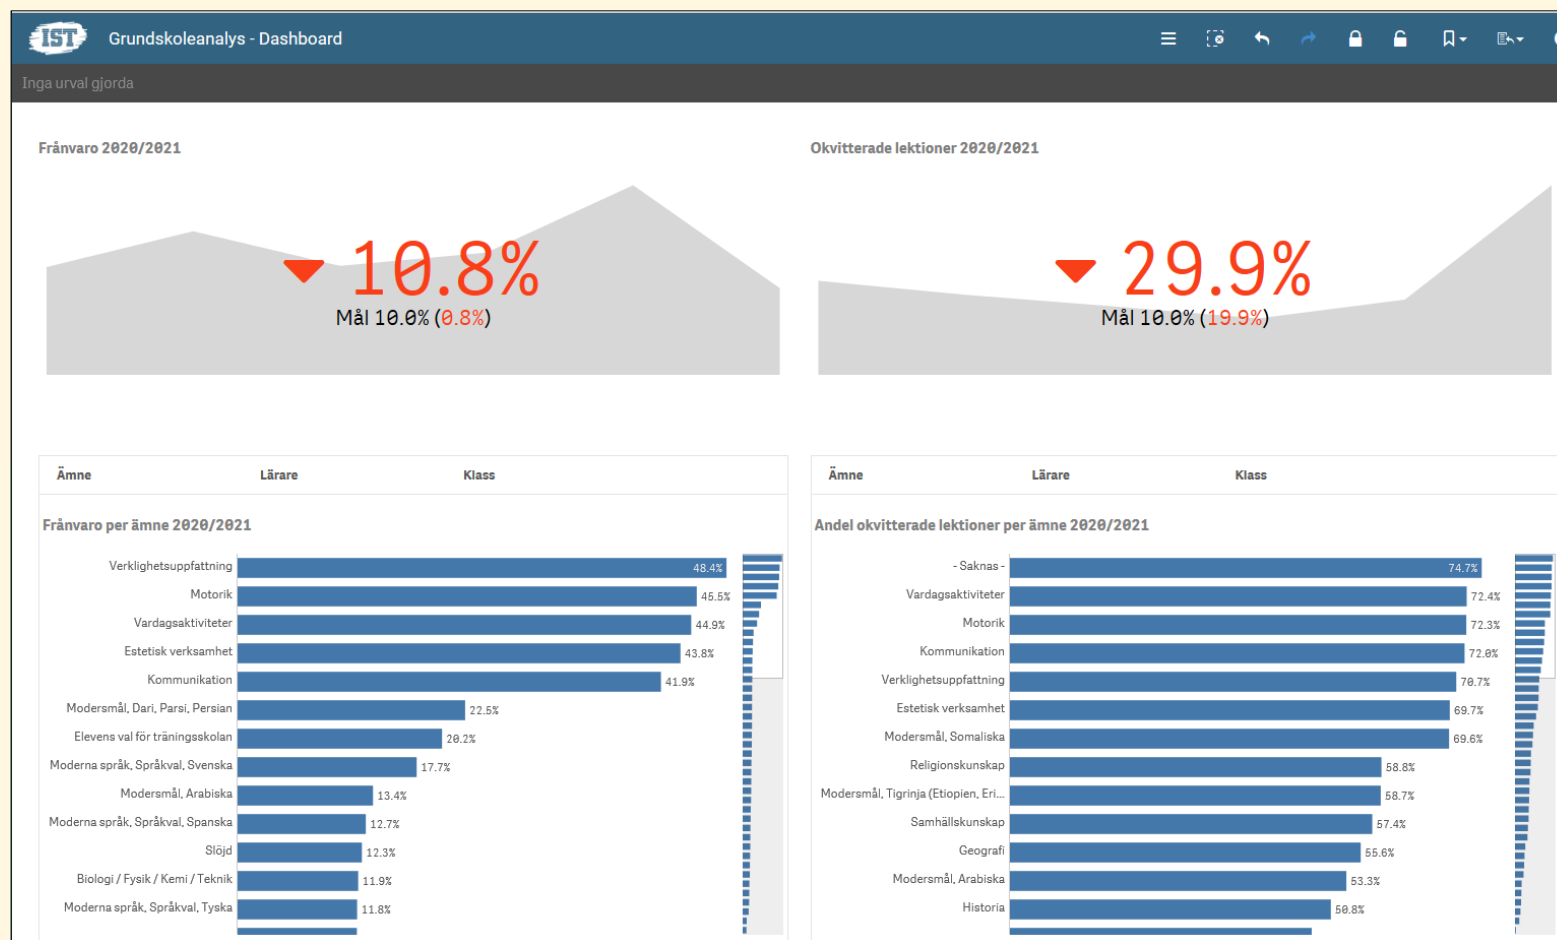 IST
Grundskoleanalys - Dashboard
Inga urval gjorda
Frånvaro 2020/2021
10.8%
Mål 10.0% (0.8%)
Okvitterade lektioner 2020/2021
29.9%
Mål 10.0% (19.9%)
Ämne Lärare Klass
Frånvaro per ämne 2020/2021
Verklighetsuppfattning 48.4%
Motorik 45.5%
Vardagsaktiviteter 44.9%
Estetisk verksamhet 43.8%
Kommunikation 41.9%
Modersmål, Dari, Parsi, Persian 22.5%
Elevens val för träningsskolan 20.2%
Moderna språk, Språkval, Svenska 17.7%
Modersmål, Arabiska 13.4%
Moderna språk, Språkval, Spanska 12.7%
Slöjd 12.3%
Biologi / Fysik / Kemi / Teknik 11.9%
Moderna språk, Språkval, Tyska 11.8%
Ämne Lärare Klass
Andel okvitterade lektioner per ämne 2020/2021
- Saknas - 74.7%
Vardagsaktiviteter 72.4%
Motorik 72.3%
Kommunikation 72.0%
Verklighetsuppfattning 70.7%
Estetisk verksamhet 69.7%
Modersmål, Somaliska 69.6%
Religionskunskap 58.8%
Modersmål, Tigrinja (Etiopien, Eri... 58.7%
Samhällskunskap 57.4%
Geografi 55.6%
Modersmål, Arabiska 53.3%
Historia 50.8%